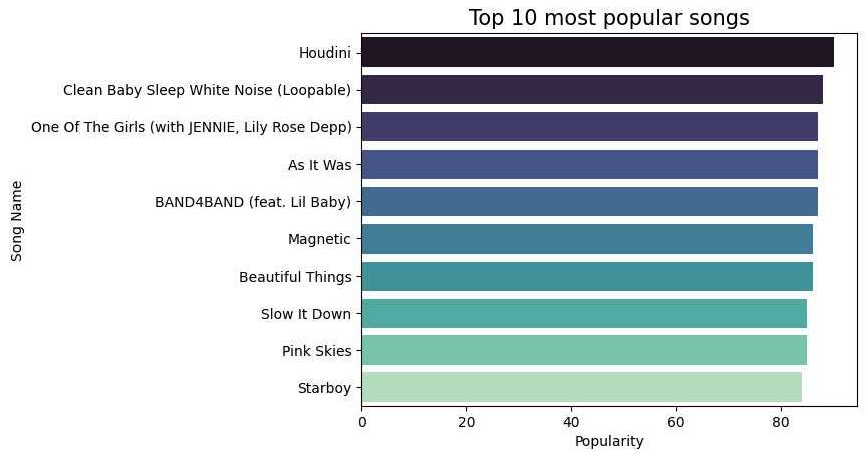 Top 10 most popular songs
Song Name
Houdini
Clean Baby Sleep White Noise (Loopable)
One Of The Girls (with JENNIE, Lily Rose Depp)
As It Was
BAND4BAND (feat. Lil Baby)
Magnetic
Beautiful Things
Slow It Down
Pink Skies
Starboy
0 20 40 60 80
Popularity